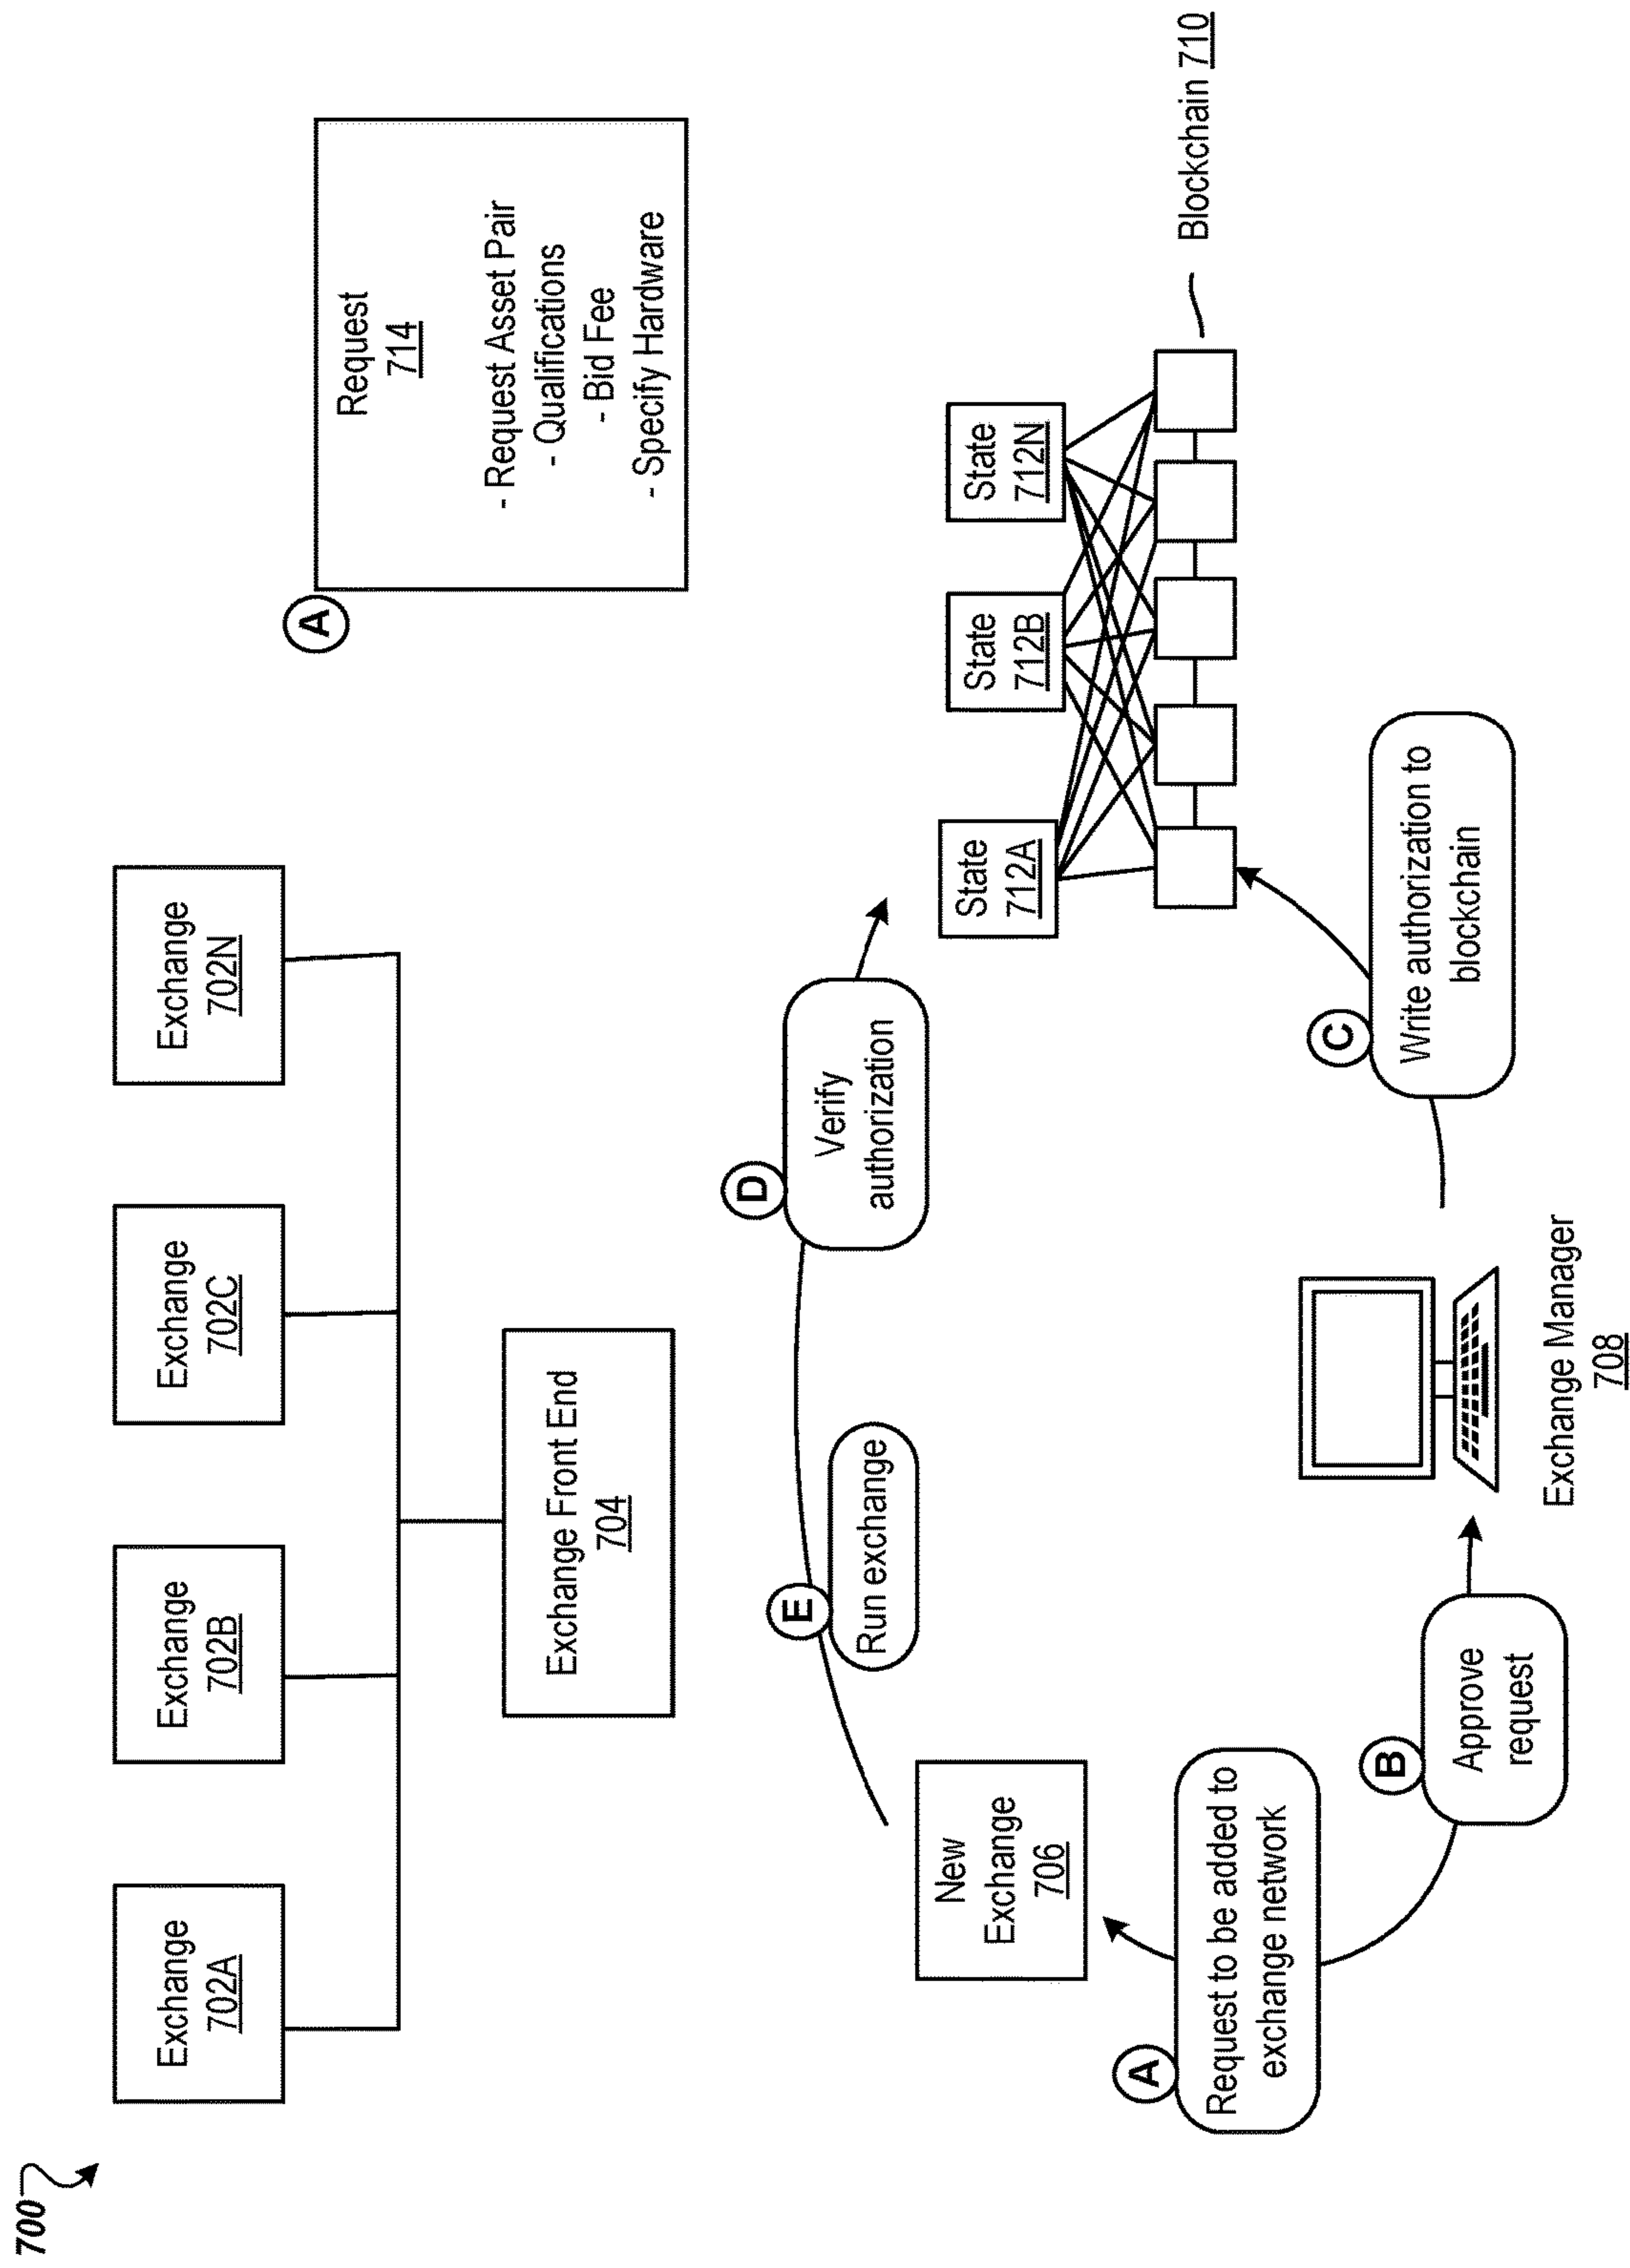 700
Exchange
702A
Exchange
702B
Exchange
702C
Exchange
702N
Exchange Front End
704
A
Request
714
- Request Asset Pair
- Qualifications
- Bid Fee
- Specify Hardware
New
Exchange
706
E
Run exchange
D
Verify
authorization
State
712A
State
712B
State
712N
Blockchain 710
A
Request to be added to
exchange network
B
Approve
request
Exchange Manager
708
C
Write authorization to
blockchain